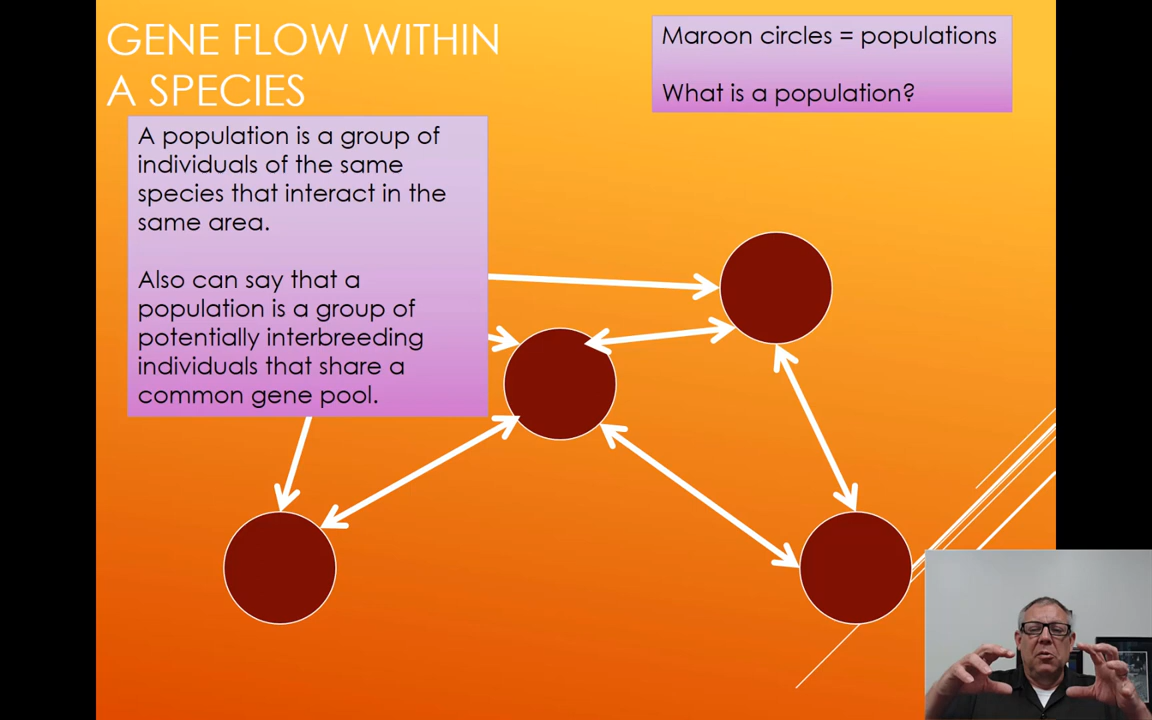 GENE FLOW WITHIN
A SPECIES
Maroon circles = populations
What is a population?
A population is a group of
individuals of the same
species that interact in the
same area.
Also can say that a
population is a group of
potentially interbreeding
individuals that share a
common gene pool.